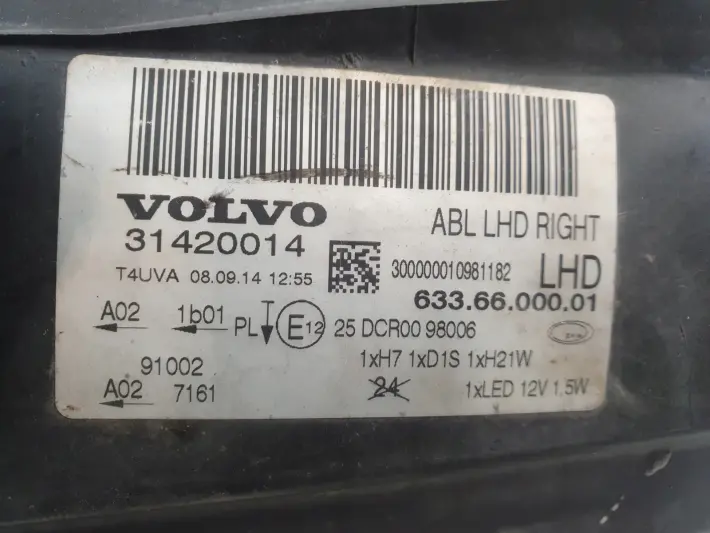 VOLVO
31420014
T4UVA 08.09.14 12:55
ABL LHD RIGHT
300000010981182 LHD
633.66.000.01
A02 1b01 PL E12 25 DCR00 98006
91002
A02 7161
1xH7 1xD1S 1xH21W
24 1xLED 12V 1.5W